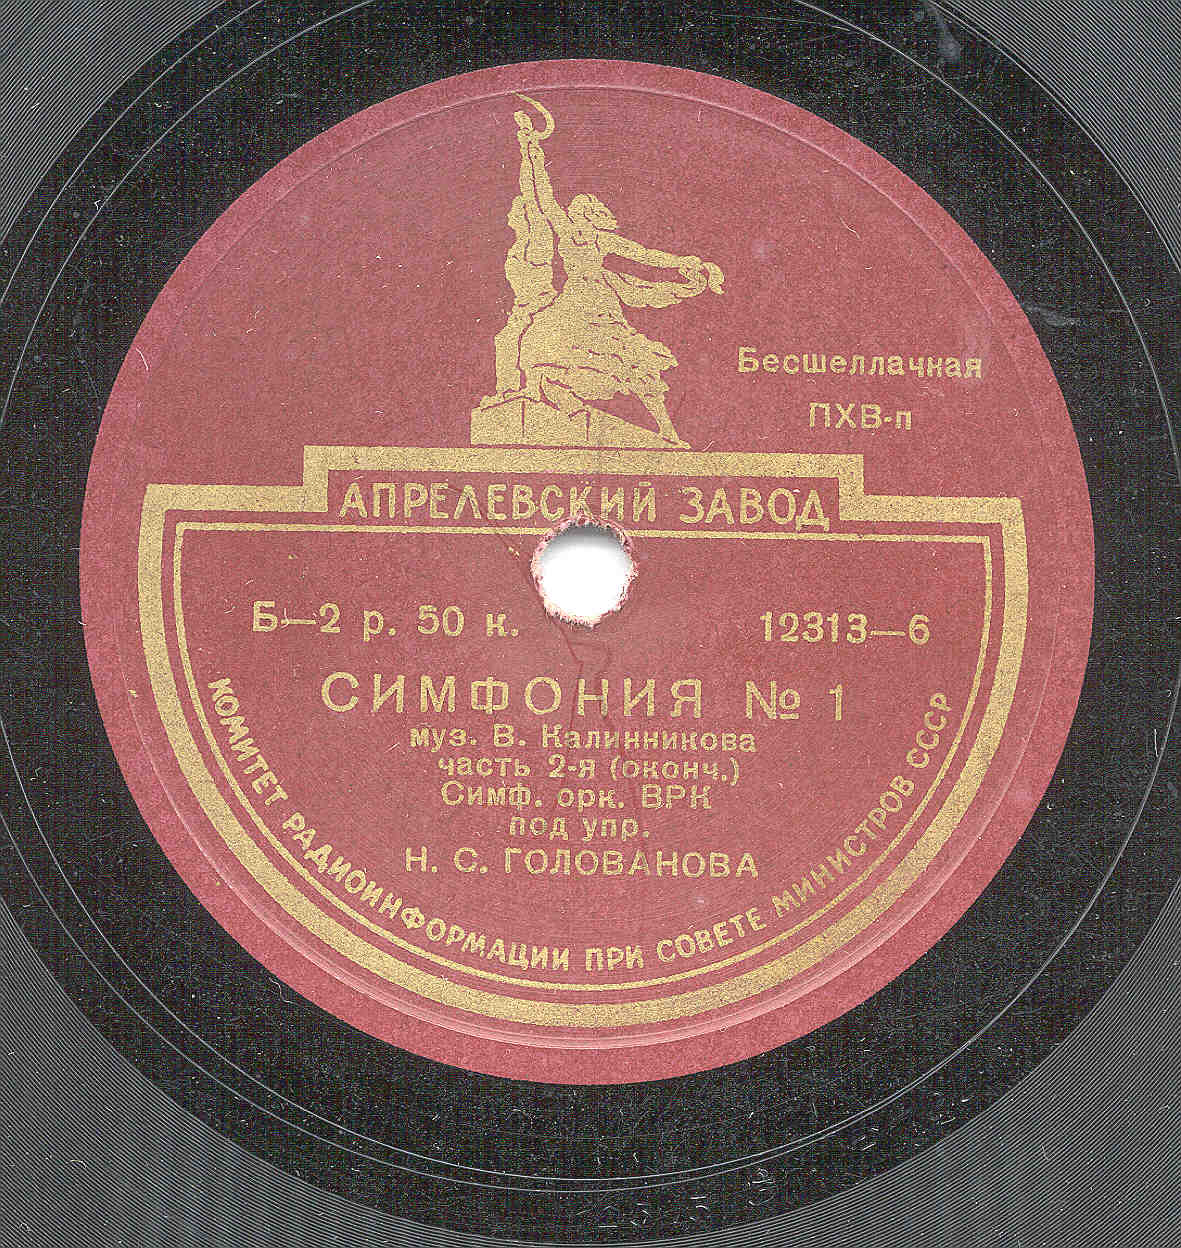 Бесшеллачная
ПХВ-п
АПРЕЛЕВСКИЙ ЗАВОД
Б—2 р. 50 к.
12313—6
СИМФОНИЯ № 1
муз. В. Калинникова
часть 2-я (оконч.)
Симф. орк. ВРК
под упр.
Н. С. ГОЛОВАНОВА
КОМИТЕТ РАДИОИНФОРМАЦИИ ПРИ СОВЕТЕ МИНИСТРОВ СССР